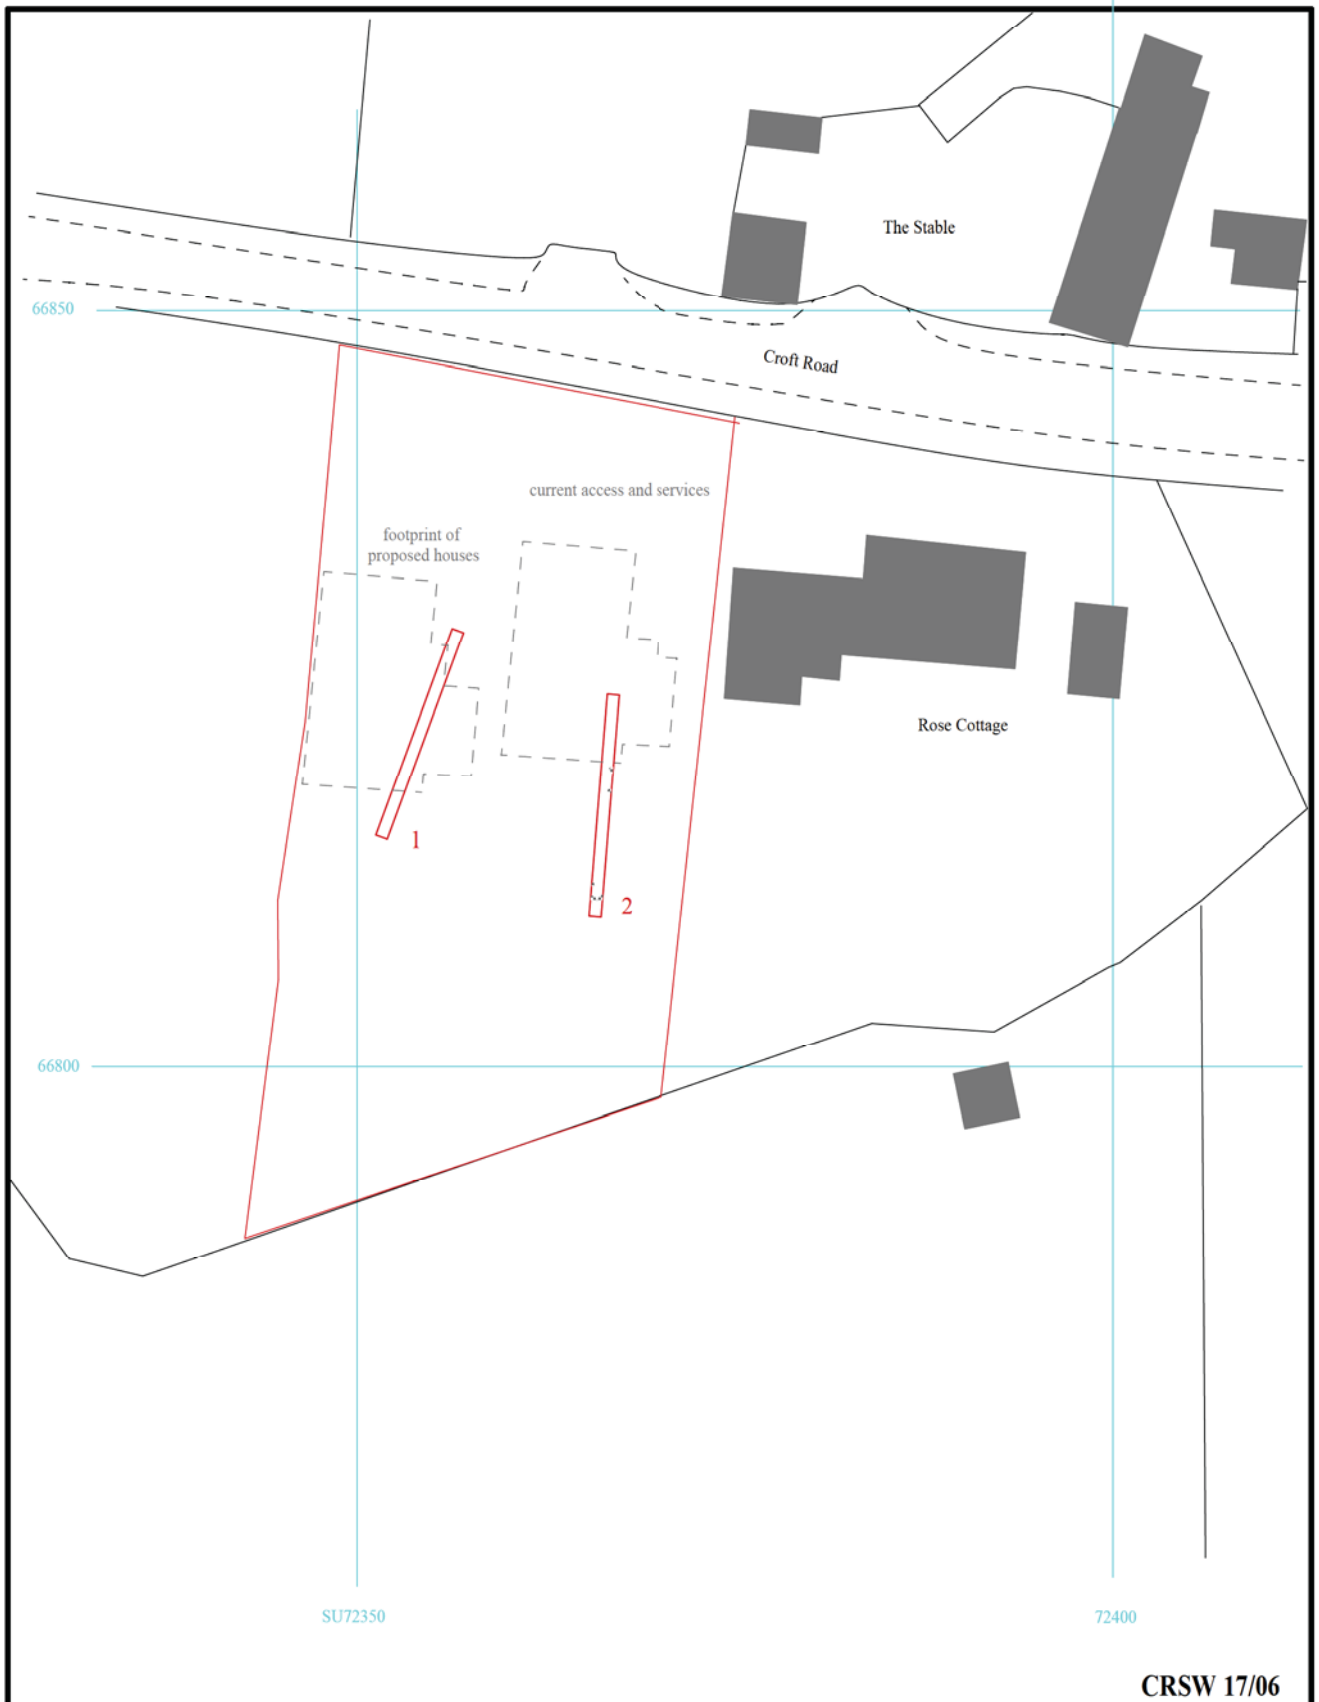 The Stable
66850
Croft Road
current access and services
footprint of
proposed houses
Rose Cottage
1
2
66800
SU72350
72400
CRSW 17/06